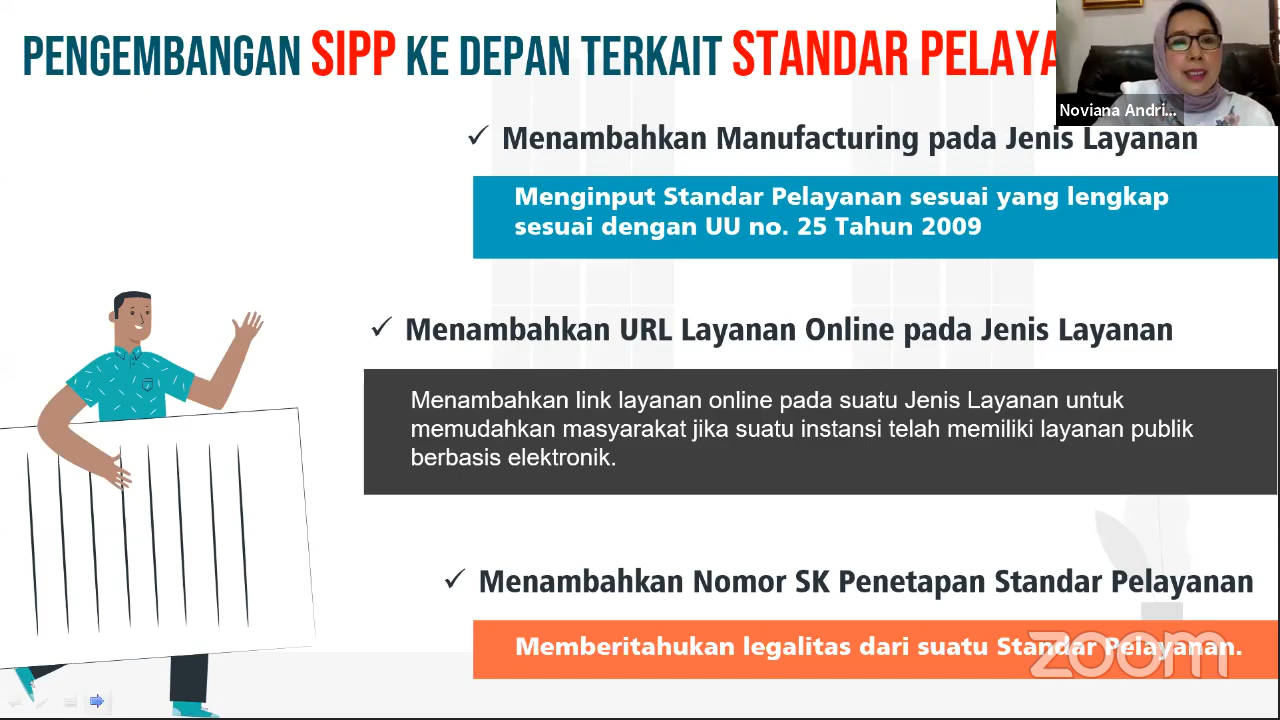 PENGEMBANGAN SIPP KE DEPAN TERKAIT STANDAR PELAYA
Noviana Andri...
✓ Menambahkan Manufacturing pada Jenis Layanan
Menginput Standar Pelayanan sesuai yang lengkap
sesuai dengan UU no. 25 Tahun 2009
✓ Menambahkan URL Layanan Online pada Jenis Layanan
Menambahkan link layanan online pada suatu Jenis Layanan untuk
memudahkan masyarakat jika suatu instansi telah memiliki layanan publik
berbasis elektronik.
✓ Menambahkan Nomor SK Penetapan Standar Pelayanan
Memberitahukan legalitas dari suatu Standar Pelayanan.
zoom